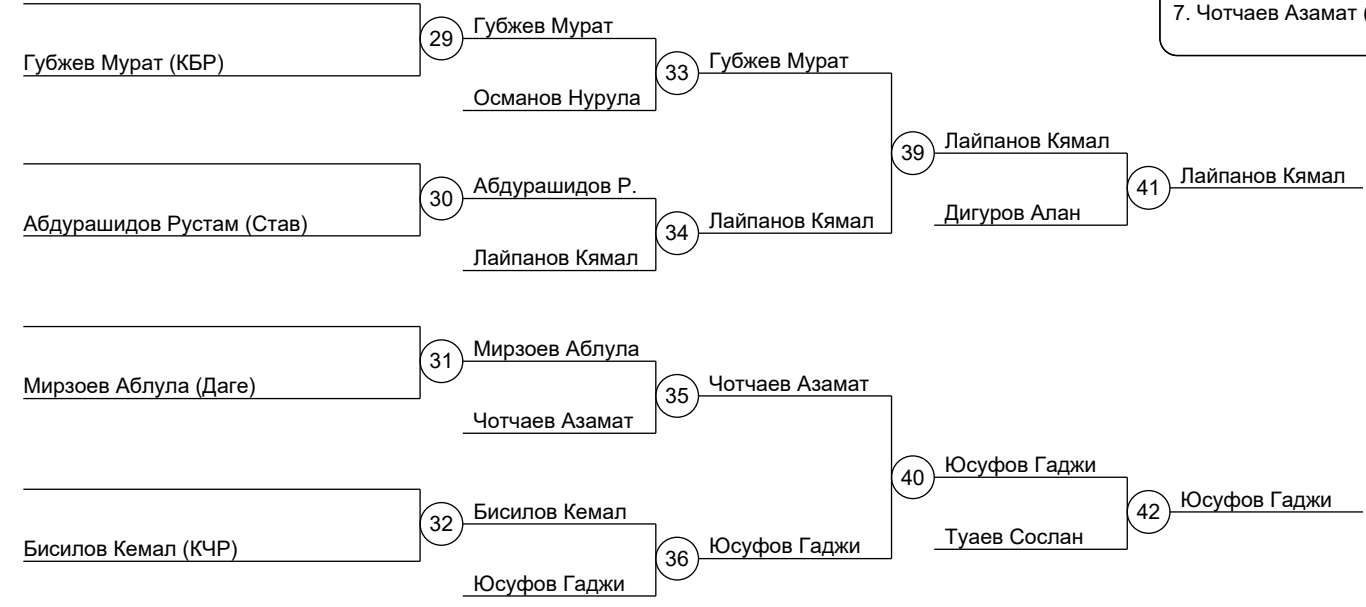 7. Чотчаев Азамат (
29
Губжев Мурат
Губжев Мурат (КБР)
33
Губжев Мурат
Османов Нурула
39
Лайпанов Кямал
30
Абдурашидов Р.
Абдурашидов Рустам (Став)
34
Лайпанов Кямал
Лайпанов Кямал
41
Лайпанов Кямал
Дигуров Алан
31
Мирзоев Аблула
Мирзоев Аблула (Даге)
35
Чотчаев Азамат
Чотчаев Азамат
40
Юсуфов Гаджи
32
Бисилов Кемал
Бисилов Кемал (КЧР)
36
Юсуфов Гаджи
Юсуфов Гаджи
42
Юсуфов Гаджи
Туаев Сослан